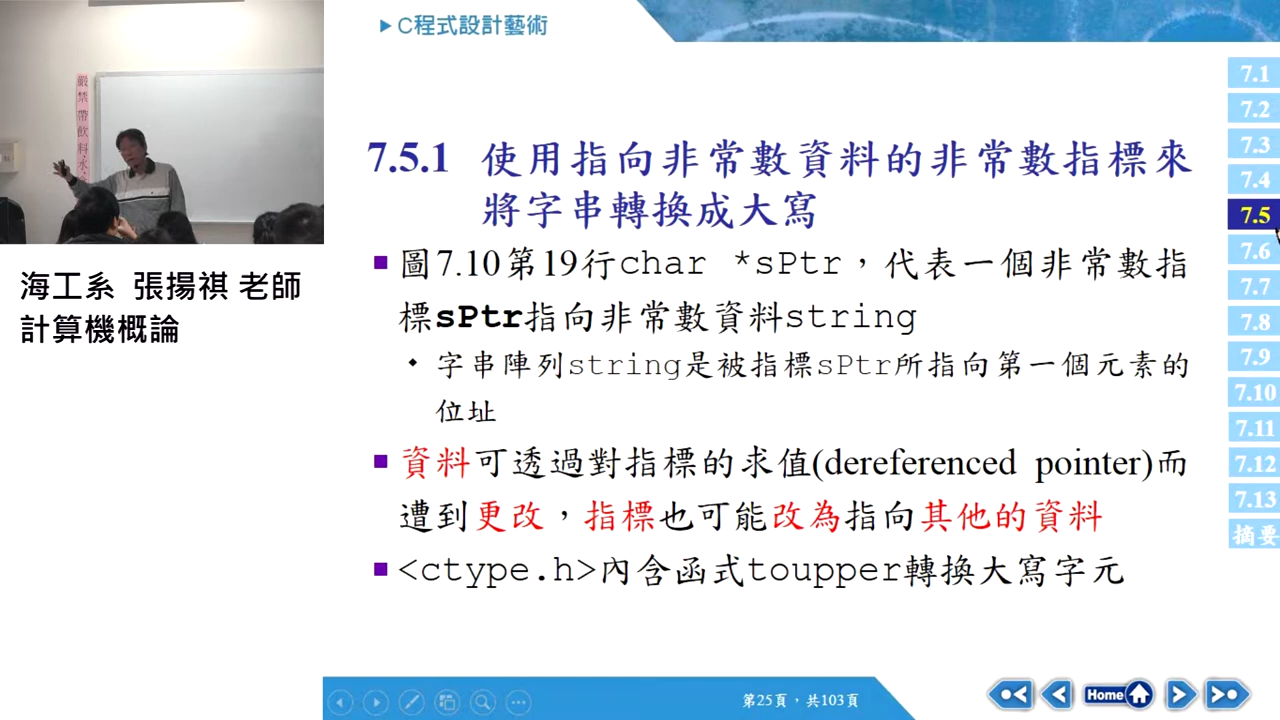 C程式設計藝術
嚴禁帶飲料、水、
海工系 張揚祺 老師
計算機概論
7.5.1 使用指向非常數資料的非常數指標來
將字串轉換成大寫
圖7.10第19行char *sPtr，代表一個非常數指
標sPtr指向非常數資料string
字串陣列string是被指標sPtr所指向第一個元素的
位址
資料可透過對指標的求值(dereferenced pointer)而
遭到更改，指標也可能改為指向其他的資料
<ctype.h>內含函式toupper轉換大寫字元
7.1
7.2
7.3
7.4
7.5
7.6
7.7
7.8
7.9
7.10
7.11
7.12
7.13
摘要
第25頁，共103頁
Home